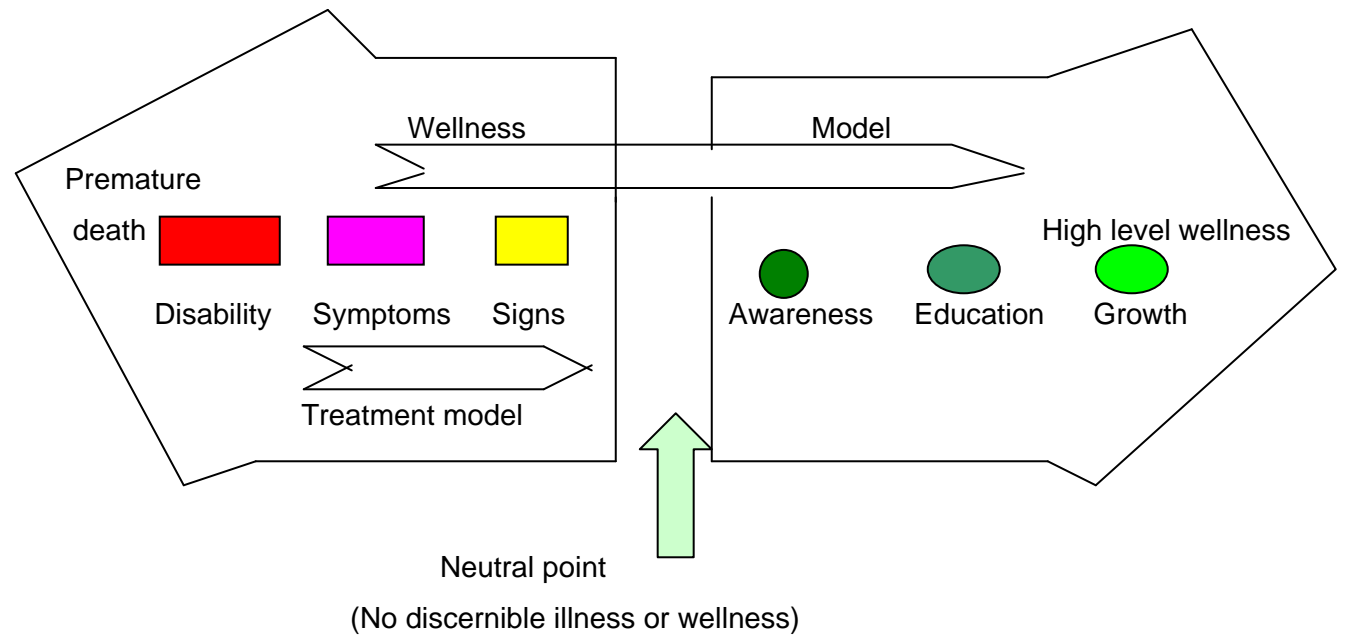 Wellness Model
Premature
death
High level wellness
Disability Symptoms Signs
Awareness Education Growth
Treatment model
Neutral point
(No discernible illness or wellness)